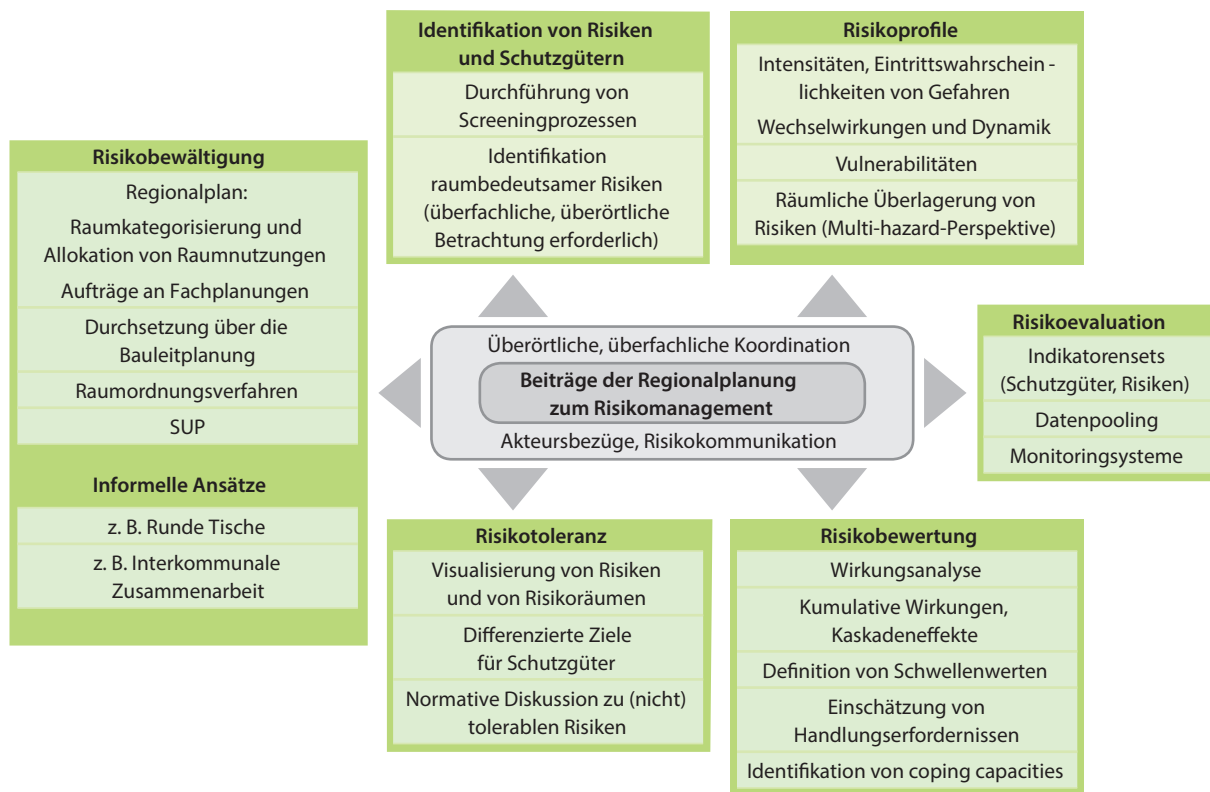 Identifikation von Risiken
und Schutzgütern
Durchführung von
Screeningprozessen
Identifikation
raumbedeutsamer Risiken
(überfachliche, überörtliche
Betrachtung erforderlich)
Risikoprofile
Intensitäten, Eintrittswahrschein -
lichkeiten von Gefahren
Wechselwirkungen und Dynamik
Vulnerabilitäten
Räumliche Überlagerung von
Risiken (Multi-hazard-Perspektive)
Risikobewältigung
Regionalplan:
Raumkategorisierung und
Allokation von Raumnutzungen
Aufträge an Fachplanungen
Durchsetzung über die
Bauleitplanung
Raumordnungsverfahren
SUP
Informelle Ansätze
z. B. Runde Tische
z. B. Interkommunale
Zusammenarbeit
Überörtliche, überfachliche Koordination
Beiträge der Regionalplanung
zum Risikomanagement
Akteursbezüge, Risikokommunikation
Risikoevaluation
Indikatorensets
(Schutzgüter, Risiken)
Datenpooling
Monitoringsysteme
Risikotoleranz
Visualisierung von Risiken
und von Risikoräumen
Differenzierte Ziele
für Schutzgüter
Normative Diskussion zu (nicht)
tolerablen Risiken
Risikobewertung
Wirkungsanalyse
Kumulative Wirkungen,
Kaskadeneffekte
Definition von Schwellenwerten
Einschätzung von
Handlungserfordernissen
Identifikation von coping capacities